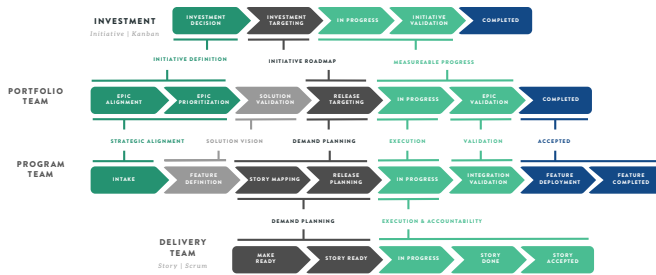 INVESTMENT
Initiative | Kanban
INVESTMENT DECISION
INVESTMENT TARGETING
IN PROGRESS
INITIATIVE VALIDATION
COMPLETED
INITIATIVE DEFINITION
INITIATIVE ROADMAP
MEASUREABLE PROGRESS
PORTFOLIO TEAM
EPIC ALIGNMENT
EPIC PRIORITIZATION
SOLUTION VALIDATION
RELEASE TARGETING
IN PROGRESS
EPIC VALIDATION
COMPLETED
STRATEGIC ALIGNMENT
SOLUTION VISION
DEMAND PLANNING
EXECUTION
VALIDATION
ACCEPTED
PROGRAM TEAM
INTAKE
FEATURE DEFINITION
STORY MAPPING
RELEASE PLANNING
IN PROGRESS
INTEGRATION VALIDATION
FEATURE DEPLOYMENT
FEATURE COMPLETED
DEMAND PLANNING
EXECUTION & ACCOUNTABILITY
DELIVERY TEAM
Story | Scrum
MAKE READY
STORY READY
IN PROGRESS
STORY DONE
STORY ACCEPTED